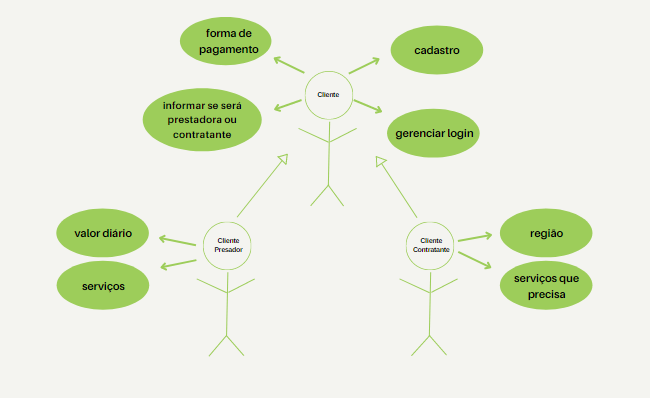 forma de
pagamento
cadastro
Cliente
informar se será
prestadora ou
contratante
gerenciar login
valor diário
Cliente
Presador
Cliente
Contratante
região
serviços
serviços que
precisa